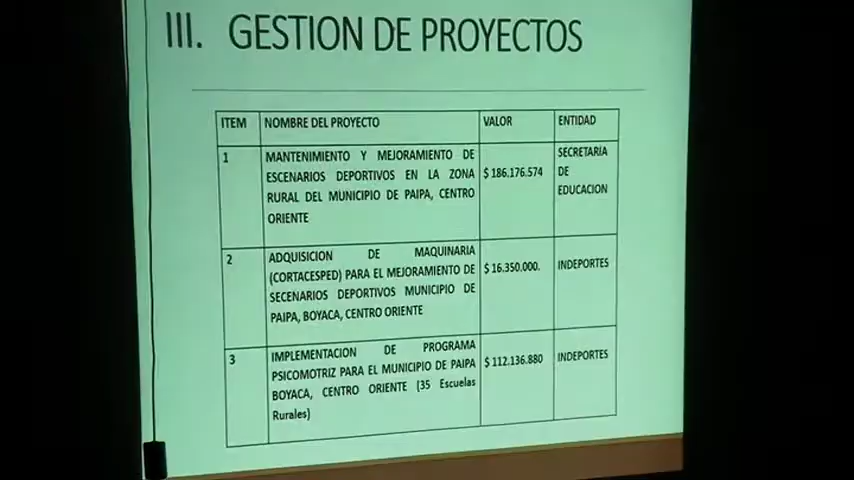 III. GESTION DE PROYECTOS
ITEM NOMBRE DEL PROYECTO VALOR ENTIDAD
1 MANTENIMIENTO Y MEJORAMIENTO DE
ESCENARIOS DEPORTIVOS EN LA ZONA
RURAL DEL MUNICIPIO DE PAIPA, CENTRO
ORIENTE
$ 186.176.574
SECRETARIA
DE
EDUCACION
2 ADQUISICION DE MAQUINARIA
(CORTACESPED) PARA EL MEJORAMIENTO DE
SECENARIOS DEPORTIVOS MUNICIPIO DE
PAIPA, BOYACA, CENTRO ORIENTE
$ 16.350.000.
INDEPORTES
3 IMPLEMENTACION DE PROGRAMA
PSICOMOTRIZ PARA EL MUNICIPIO DE PAIPA
BOYACA, CENTRO ORIENTE (35 Escuelas
Rurales)
$ 112.136.880
INDEPORTES